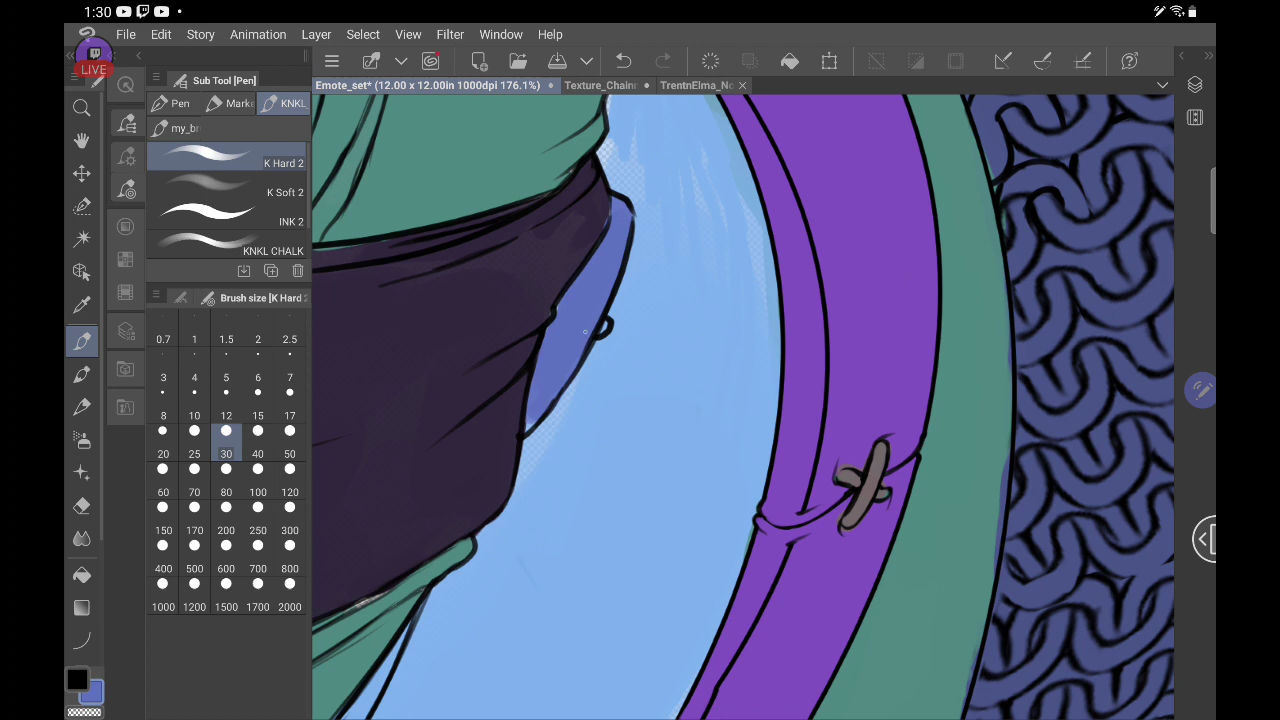 1:30
File Edit Story Animation Layer Select View Filter Window Help
LIVE
Sub Tool [Pen]
Emote_set* (12.00 x 12.00in 1000dpi 176.1%)
Texture_Chain
TrentnElma_No
Pen Marke KNKL
my_br
K Hard 2
K Soft 2
INK 2
KNKL CHALK
Brush size [K Hard 2
0.7 1 1.5 2 2.5
3 4 5 6 7
8 10 12 15 17
20 25 30 40 50
60 70 80 100 120
150 170 200 250 300
400 500 600 700 800
1000 1200 1500 1700 2000